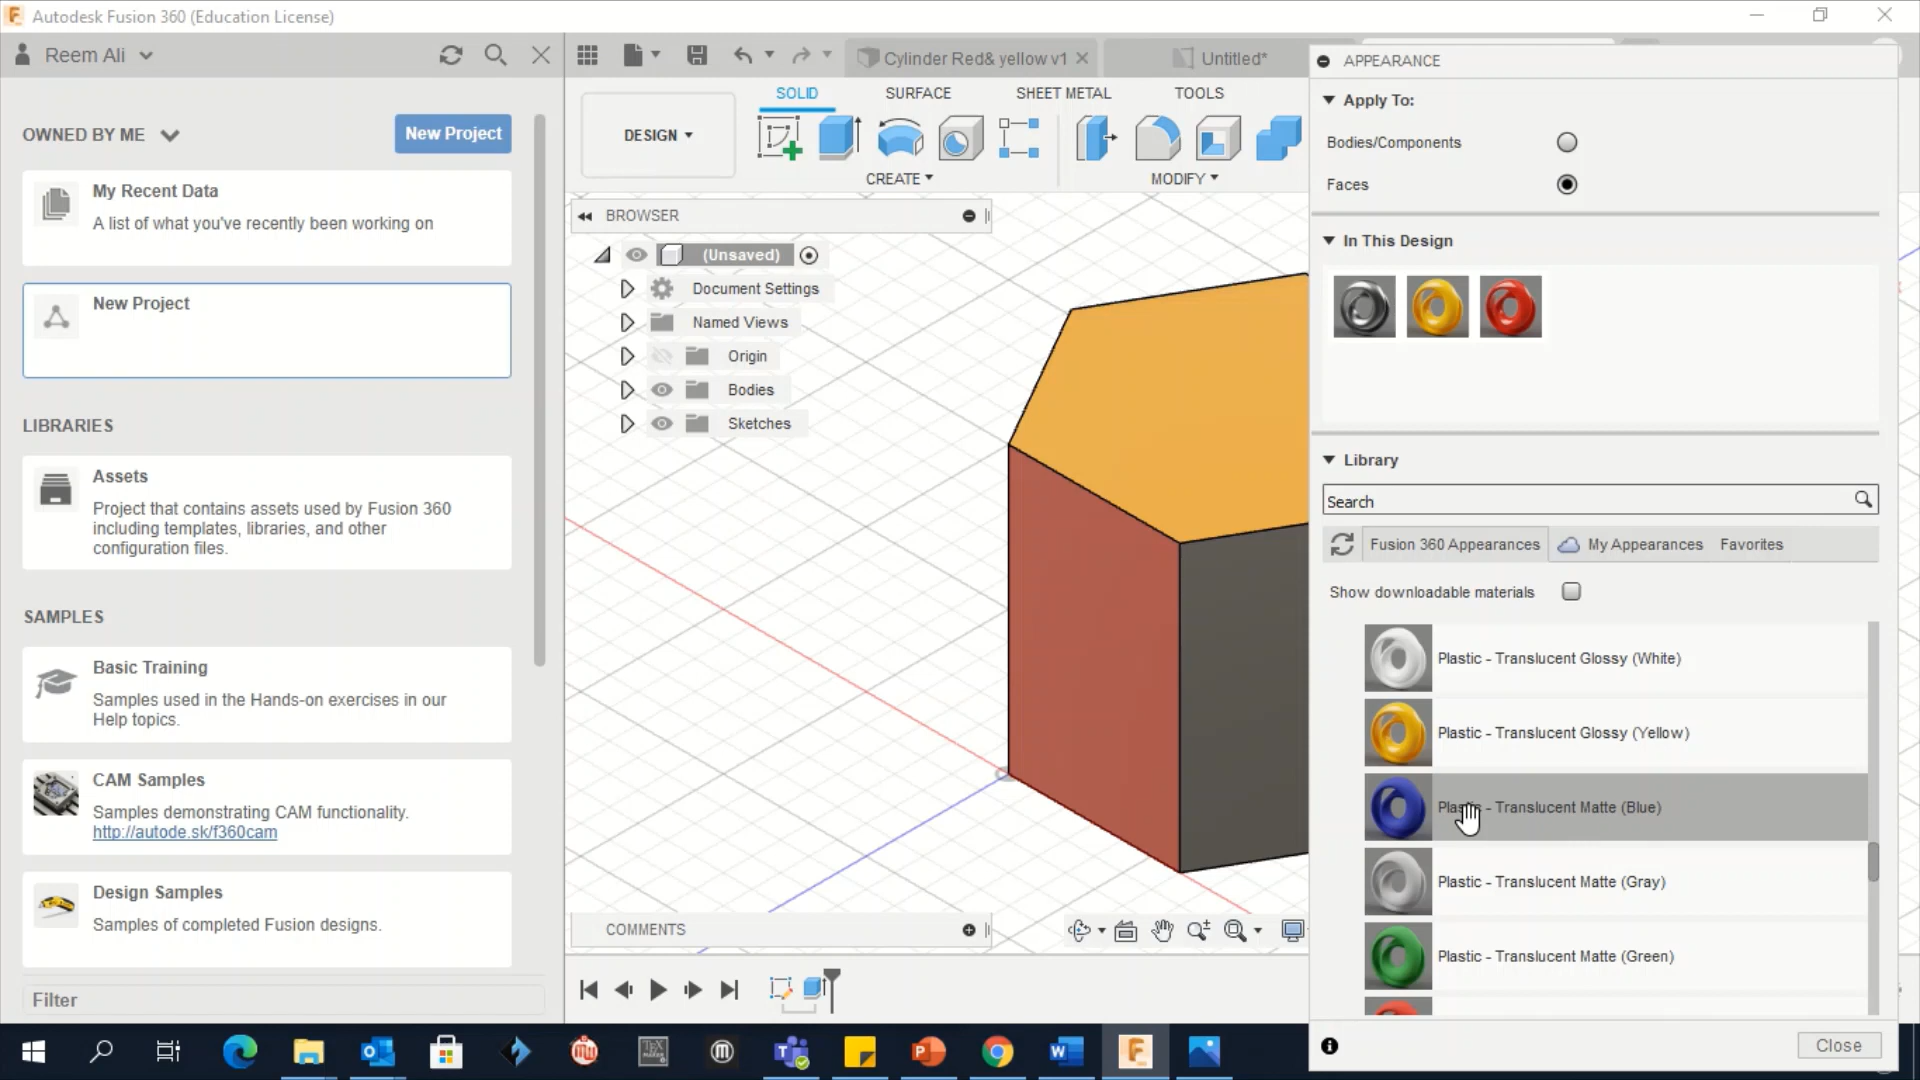 Autodesk Fusion 360 (Education License)
Reem Ali
Cylinder Red& yellow v1
Untitled*
APPEARANCE
OWNED BY ME
New Project
My Recent Data
A list of what you've recently been working on
New Project
LIBRARIES
Assets
Project that contains assets used by Fusion 360
including templates, libraries, and other
configuration files.
SAMPLES
Basic Training
Samples used in the Hands-on exercises in our
Help topics.
CAM Samples
Samples demonstrating CAM functionality.
http://autode.sk/f360cam
Design Samples
Samples of completed Fusion designs.
Filter
DESIGN
SOLID
SURFACE
SHEET METAL
TOOLS
CREATE
MODIFY
BROWSER
(Unsaved)
Document Settings
Named Views
Origin
Bodies
Sketches
COMMENTS
Apply To:
Bodies/Components
Faces
In This Design
Library
Search
Fusion 360 Appearances
My Appearances
Favorites
Show downloadable materials
Plastic - Translucent Glossy (White)
Plastic - Translucent Glossy (Yellow)
Plastic - Translucent Matte (Blue)
Plastic - Translucent Matte (Gray)
Plastic - Translucent Matte (Green)
Close